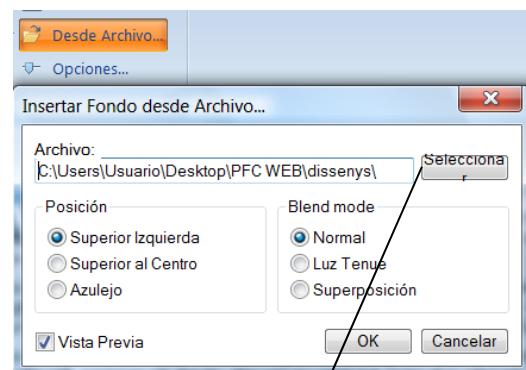 Desde Archivo...
Opciones...
Insertar Fondo desde Archivo...
Archivo:
C:\Users\Usuario\Desktop\PFC WEB\dissenys\
Selecciona
r
Posición
Blend mode
Superior Izquierda
Normal
Superior al Centro
Luz Tenue
Azulejo
Superposición
Vista Previa
OK
Cancelar